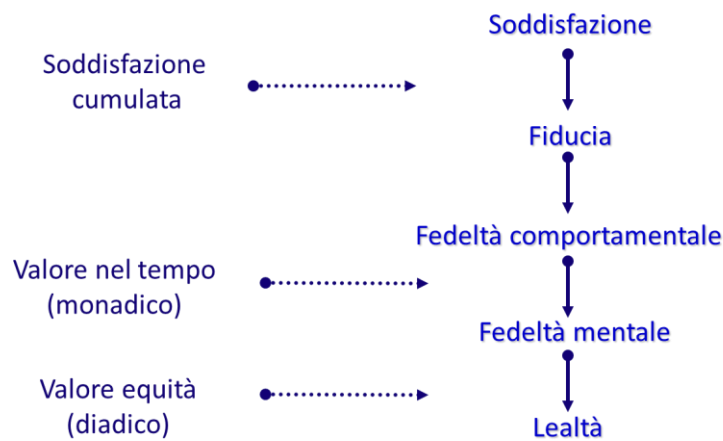 Soddisfazione
Soddisfazione
cumulata
Fiducia
Fedeltà comportamentale
Valore nel tempo
(monadico)
Fedeltà mentale
Valore equità
(diadico)
Lealtà